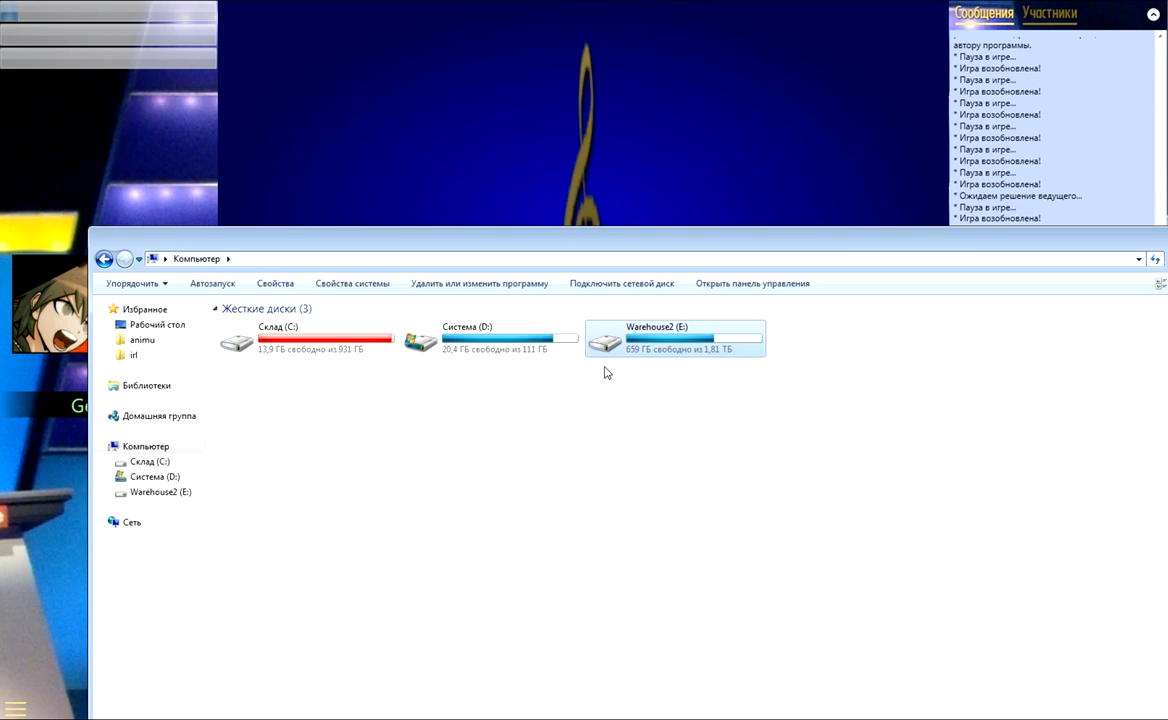 Сообщения Участники
автору программы.
* Пауза в игре...
* Игра возобновлена!
* Пауза в игре...
* Игра возобновлена!
* Пауза в игре...
* Игра возобновлена!
* Пауза в игре...
* Игра возобновлена!
* Пауза в игре...
* Игра возобновлена!
* Пауза в игре...
* Игра возобновлена!
* Ожидаем решение ведущего...
* Пауза в игре...
* Игра возобновлена!
Компьютер
Упорядочить Автозапуск Свойства Свойства системы Удалить или изменить программу Подключить сетевой диск Открыть панель управления
Избранное
Рабочий стол
animu
irl
Библиотеки
Домашняя группа
Компьютер
Склад (C:)
Система (D:)
Warehouse2 (E:)
Сеть
Жесткие диски (3)
Склад (C:)
13,9 ГБ свободно из 931 ГБ
Система (D:)
20,4 ГБ свободно из 111 ГБ
Warehouse2 (E:)
659 ГБ свободно из 1,81 ТБ